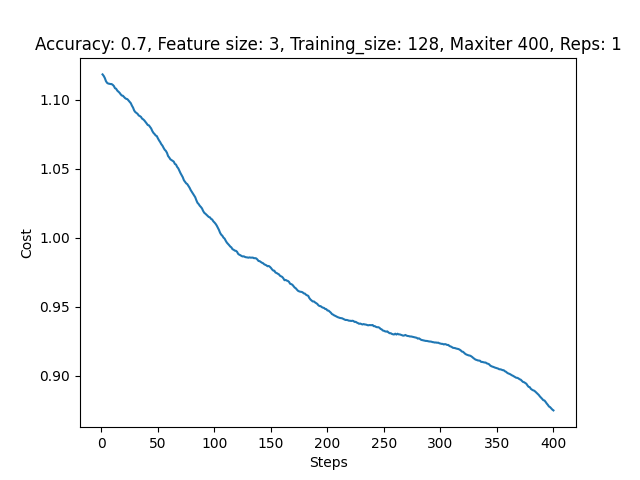 Accuracy: 0.7, Feature size: 3, Training_size: 128, Maxiter 400, Reps: 1
1.10
1.05
1.00
0.95
0.90
Cost
0 50 100 150 200 250 300 350 400
Steps